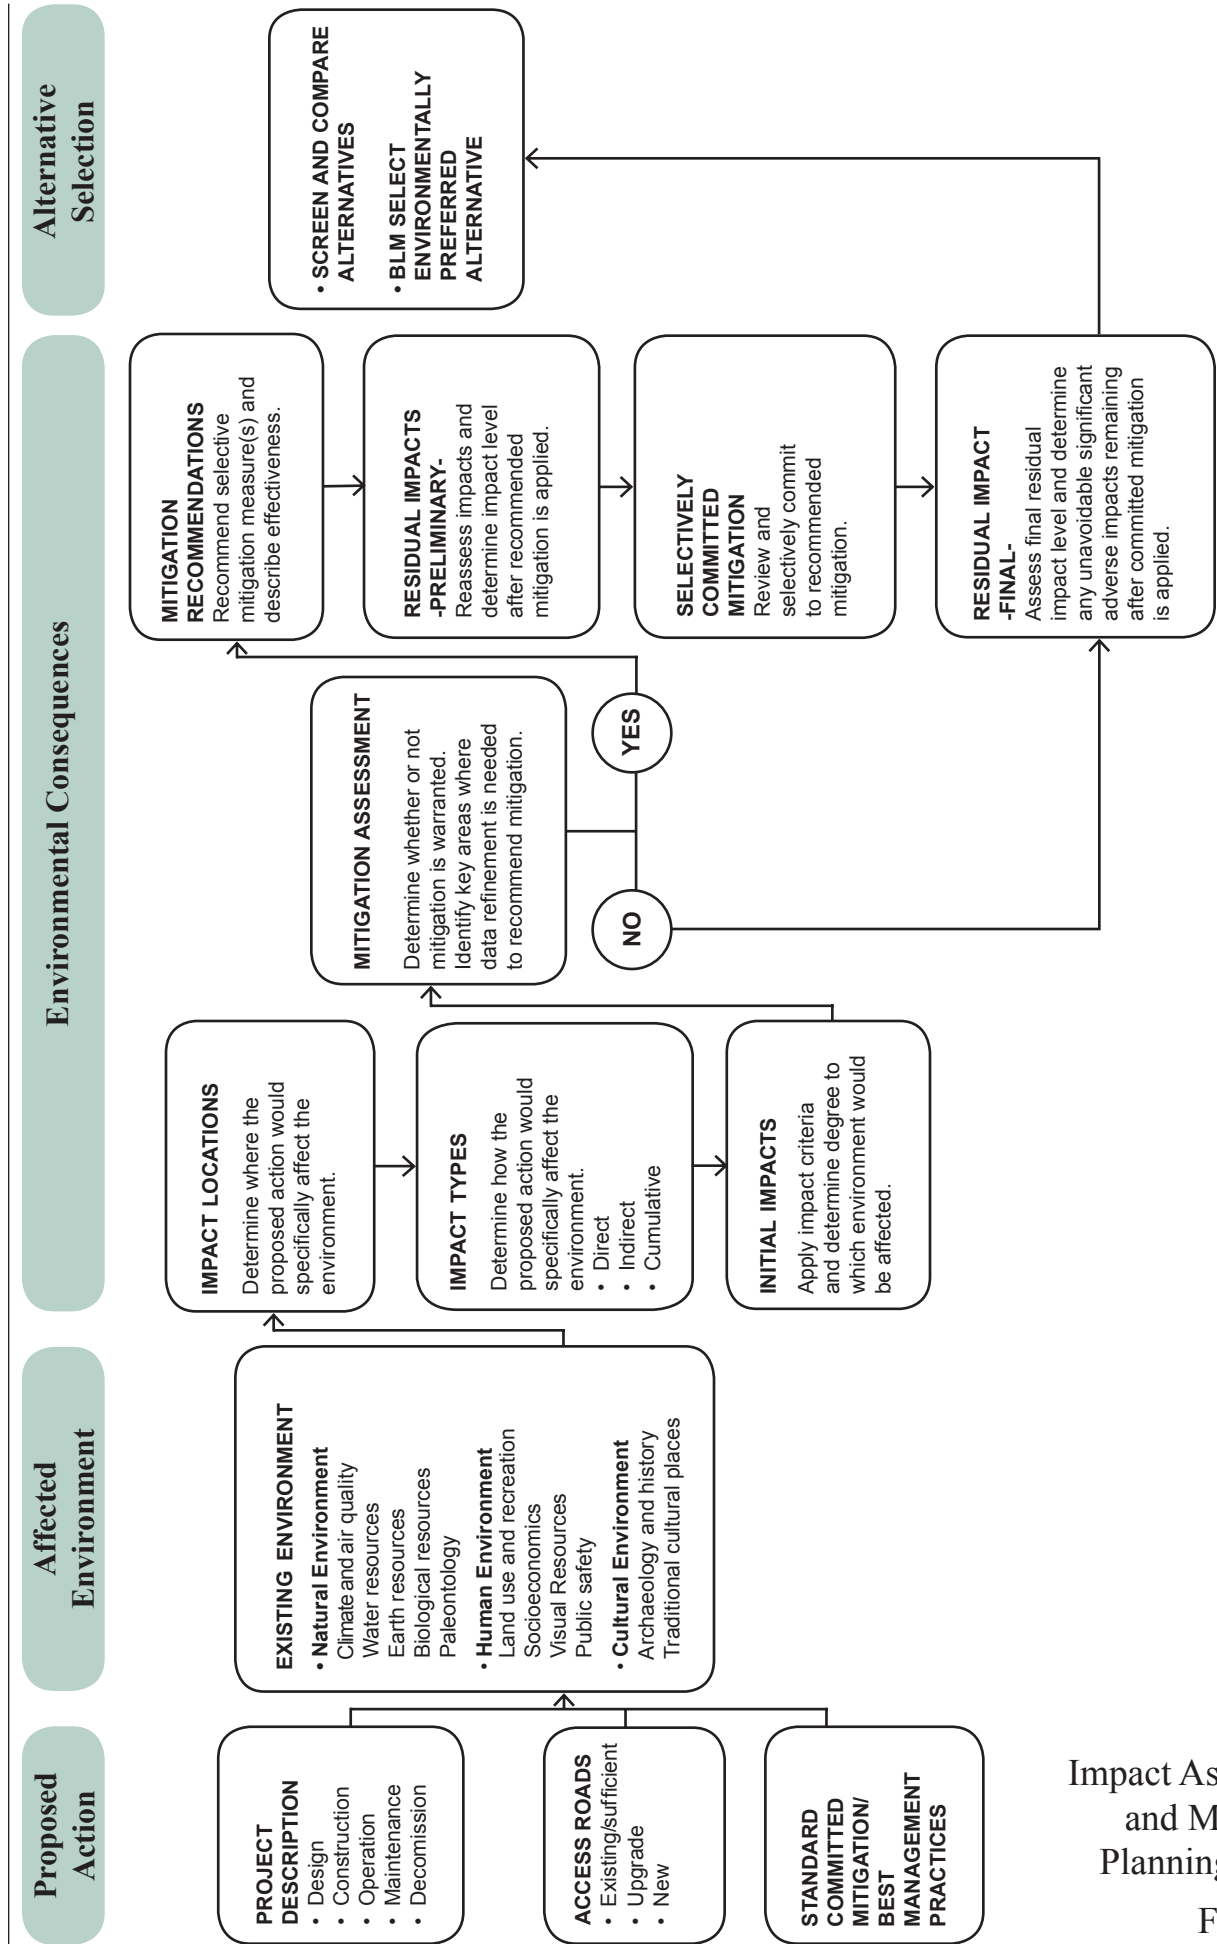 Proposed
Action
Affected
Environment
Environmental Consequences
Alternative
Selection
PROJECT
DESCRIPTION
• Design
• Construction
• Operation
• Maintenance
• Decomission
ACCESS ROADS
• Existing/sufficient
• Upgrade
• New
STANDARD
COMMITTED
MITIGATION/
BEST
MANAGEMENT
PRACTICES
EXISTING ENVIRONMENT
• Natural Environment
Climate and air quality
Water resources
Earth resources
Biological resources
Paleontology
• Human Environment
Land use and recreation
Socioeconomics
Visual Resources
Public safety
• Cultural Environment
Archaeology and history
Traditional cultural places
IMPACT LOCATIONS
Determine where the
proposed action would
specifically affect the
environment.
IMPACT TYPES
Determine how the
proposed action would
specifically affect the
environment.
• Direct
• Indirect
• Cumulative
INITIAL IMPACTS
Apply impact criteria
and determine degree to
which environment would
be affected.
MITIGATION ASSESSMENT
Determine whether or not
mitigation is warranted.
Identify key areas where
data refinement is needed
to recommend mitigation.
NO
YES
MITIGATION
RECOMMENDATIONS
Recommend selective
mitigation measure(s) and
describe effectiveness.
RESIDUAL IMPACTS
-PRELIMINARY-
Reassess impacts and
determine impact level
after recommended
mitigation is applied.
SELECTIVELY
COMMITTED
MITIGATION
Review and
selectively commit
to recommended
mitigation.
RESIDUAL IMPACT
-FINAL-
Assess final residual
impact level and determine
any unavoidable significant
adverse impacts remaining
after committed mitigation
is applied.
• SCREEN AND COMPARE
ALTERNATIVES
• BLM SELECT
ENVIRONMENTALLY
PREFERRED
ALTERNATIVE
Impact As
and M
Planning
F